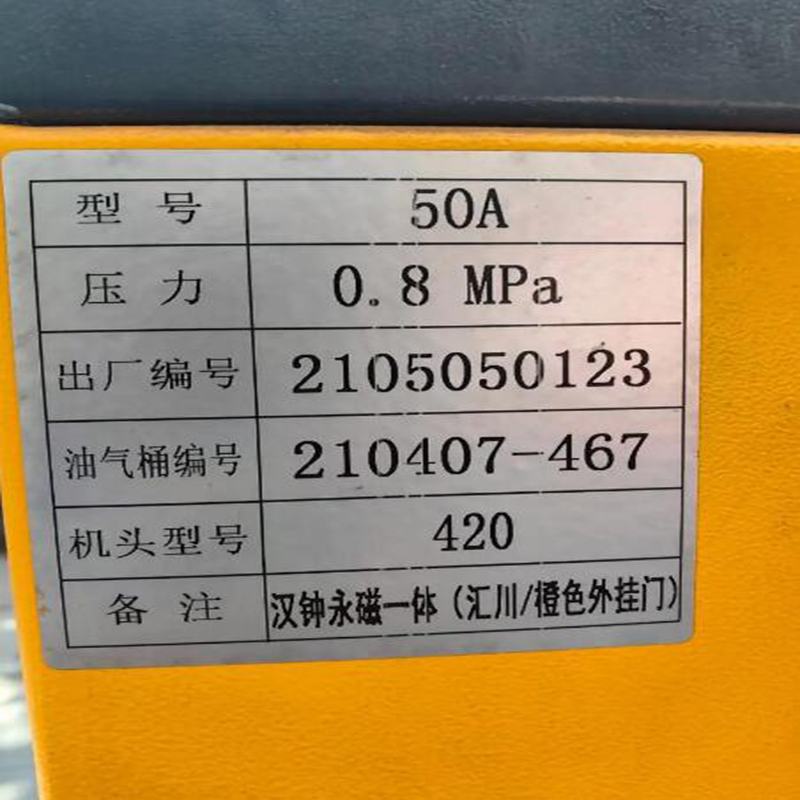 型号 50A
压力 0.8 MPa
出厂编号 2105050123
油气桶编号 210407-467
机头型号 420
备注 汉钟永磁一体（汇川/橙色外挂门）